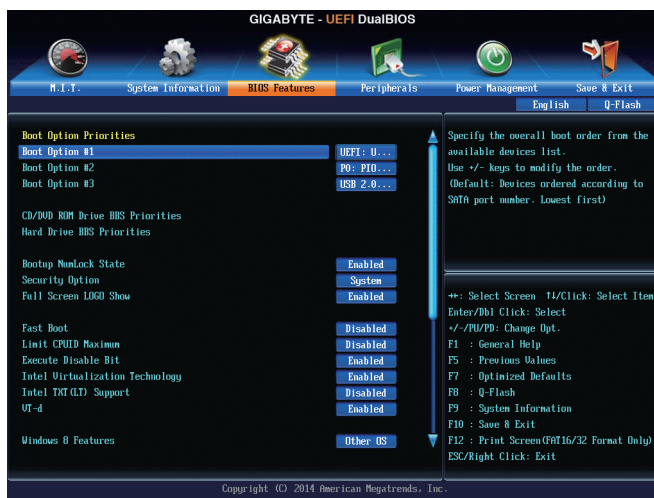 GIGABYTE - UEFI DualBIOS
M.I.T. System Information BIOS Features Peripherals Power Management Save & Exit
English Q-Flash
Boot Option Priorities
Boot Option #1 UEFI: U...
Boot Option #2 P0: PIO...
Boot Option #3 USB 2.0...
CD/DVD ROM Drive BBS Priorities
Hard Drive BBS Priorities
Bootup NumLock State Enabled
Security Option System
Full Screen LOGO Show Enabled
Fast Boot Disabled
Limit CPUID Maximum Disabled
Execute Disable Bit Enabled
Intel Virtualization Technology Enabled
Intel TXT(LT) Support Disabled
VT-d Enabled
Windows 8 Features Other OS
Specify the overall boot order from the
available devices list.
Use +/- keys to modify the order.
(Default: Devices ordered according to
SATA port number. Lowest first)
→←: Select Screen ↑↓/Click: Select Item
Enter/Dbl Click: Select
+/-/PU/PD: Change Opt.
F1 : General Help
F5 : Previous Values
F7 : Optimized Defaults
F8 : Q-Flash
F9 : System Information
F10 : Save & Exit
F12 : Print Screen(FAT16/32 Format Only)
ESC/Right Click: Exit
Copyright (C) 2014 American Megatrends, Inc.